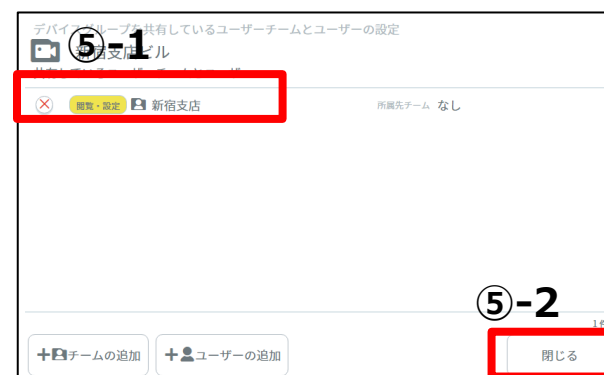 デバイスグループを共有しているユーザーチームとユーザーの設定
⑤-1
新宿支店ビル
閲覧・設定 新宿支店 所属先チーム なし
⑤-2
1件
+チームの追加 +ユーザーの追加 閉じる